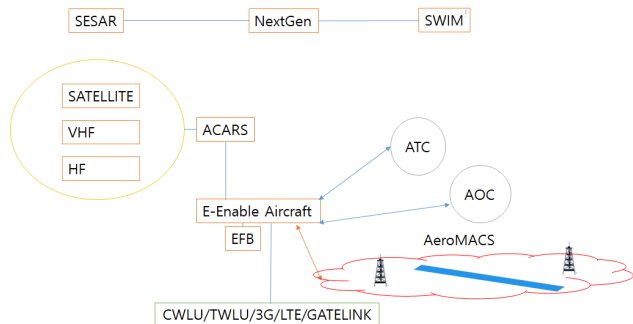 SESAR
NextGen
SWIM
SATELLITE
VHF
HF
ACARS
ATC
AOC
E-Enable Aircraft
EFB
AeroMACS
CWLU/TWLU/3G/LTE/GATELINK